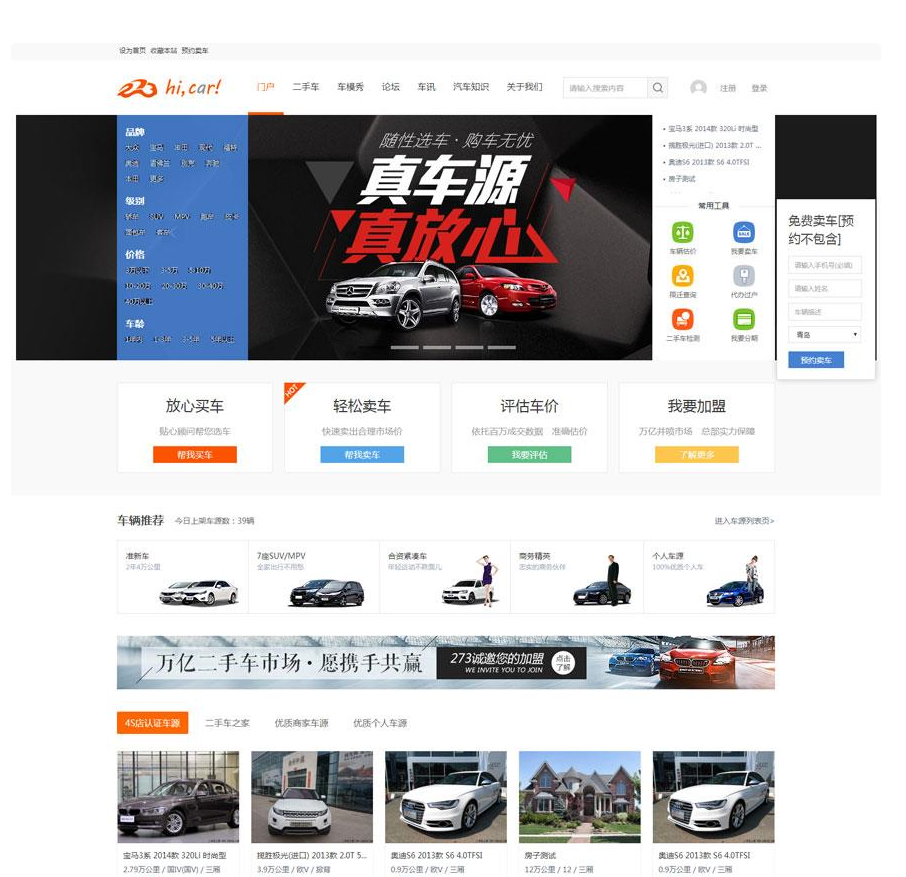 设为首页 收藏本站 预约卖车
273 hi,car!
门户 二手车 车模秀 论坛 车讯 汽车知识 关于我们
请输入搜索内容
注册 登录
品牌
大众 宝马 丰田 现代 福特
奥迪 雪佛兰 别克 奔驰
本田 更多
级别
轿车 SUV MPV 跑车 皮卡
面包车 客车
价格
3万以下 3-5万 5-10万
10-20万 20-30万 30-40万
40万以上
车龄
1年内 1-3年 3-5年 5年以上
随性选车·购车无忧
真车源
真放心
宝马3系 2014款 320Li 时尚型
揽胜极光(进口) 2013款 2.0T ...
奥迪S6 2013款 S6 4.0TFSI
房子测试
常用工具
车辆估价 我要卖车
拥迁查询 代办过户
二手车检测 我要分期
免费卖车[预
约不包含]
请输入手机号(必填)
请输入姓名
车辆描述
青岛
预约卖车
放心买车
贴心顾问帮您选车
帮我买车
HOT
轻松卖车
快速卖出合理市场价
帮我卖车
评估车价
依托百万成交数据 准确估价
我要评估
我要加盟
万亿井喷市场 总部实力保障
了解更多
车辆推荐 今日上架车源数：39辆
进入车源列表页>
准新车
2年4万公里
7座SUV/MPV
全家出行不拥挤
合资紧凑车
年轻运动不跑偏儿
商务精英
忠实的商务伙伴
个人车源
100%优质个人车
万亿二手车市场·愿携手共赢
273诚邀您的加盟
WE INVITE YOU TO JOIN
点击
了解
4S店认证车源 二手车之家 优质商家车源 优质个人车源
宝马3系 2014款 320Li 时尚型
2.79万公里 / 国IV(国V) / 三厢
揽胜极光(进口) 2013款 2.0T 5...
3.9万公里 / 欧V / 掀背
奥迪S6 2013款 S6 4.0TFSI
0.9万公里 / 欧V / 三厢
房子测试
12万公里 / 12 / 三厢
奥迪S6 2013款 S6 4.0TFSI
0.9万公里 / 欧V / 三厢